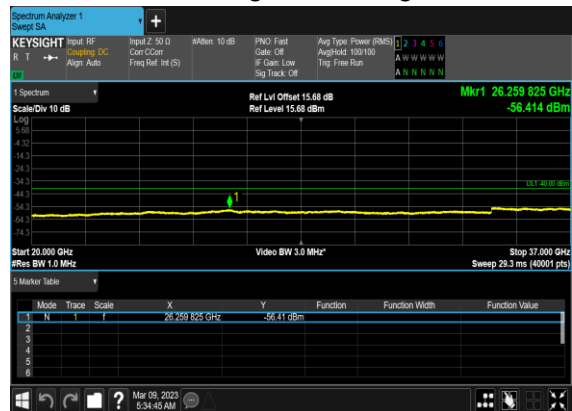 Spectrum Analyzer 1
Swept SA
+
KEYSIGHT Input: RF Input Z: 50 Ω #Atten: 10 dB PNO: Fast Avg Type: Power (RMS) 1 2 3 4 5 6
R T Coupling: DC Corr CCorr Gate: Off Avg|Hold: 100/100 A W W W W W
Align: Auto Freq Ref: Int (S) IF Gain: Low Trig: Free Run
LW Sig Track: Off A N N N N N
1 Spectrum Ref Lvl Offset 15.68 dB Mkr1 26.259 825 GHz
Scale/Div 10 dB Ref Level 15.68 dBm -56.414 dBm
Log
5.68
-4.32
-14.3
-24.3
-34.3
DL1 -40.00 dBm
-44.3
1
-54.3
-64.3
-74.3
Start 20.000 GHz Video BW 3.0 MHz* Stop 37.000 GHz
#Res BW 1.0 MHz Sweep 29.3 ms (40001 pts)
5 Marker Table
Mode Trace Scale X Y Function Function Width Function Value
1 N 1 f 26.259 825 GHz -56.41 dBm
2
3
4
5
6
? Mar 09, 2023
5:34:45 AM